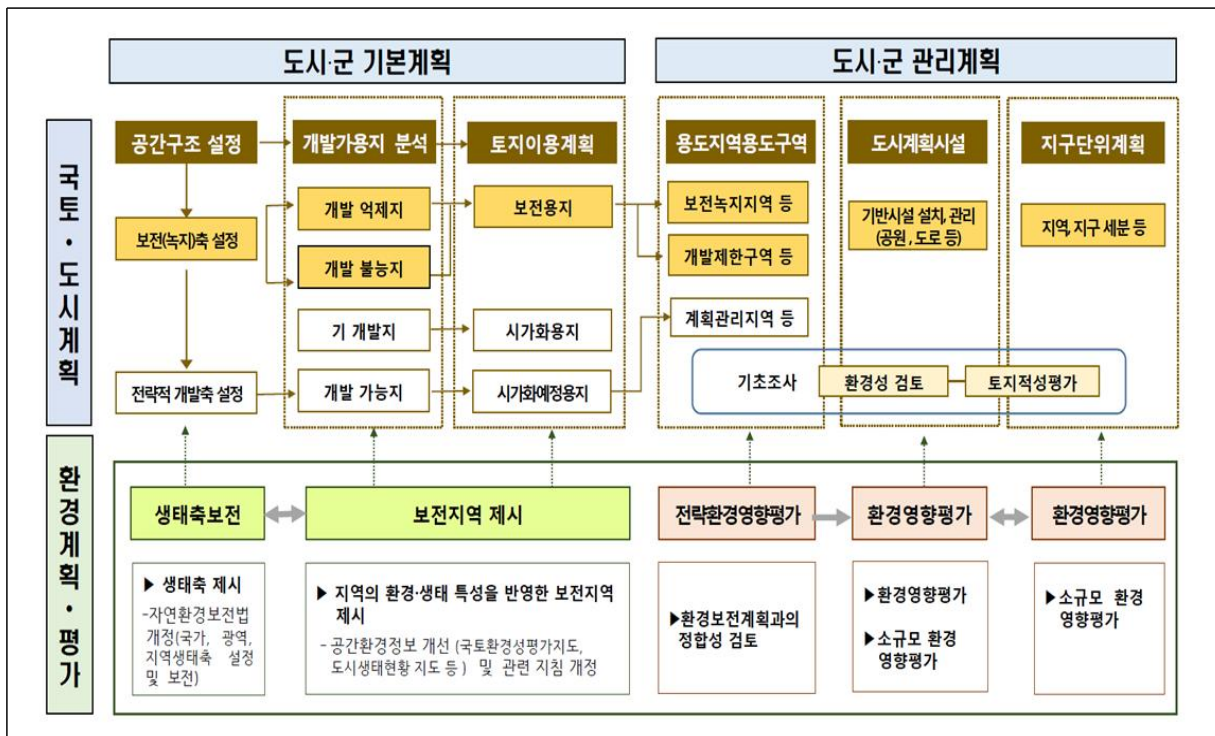 도시·군 기본계획
도시·군 관리계획
국토·도시계획
공간구조 설정
개발가용지 분석
토지이용계획
용도지역용도구역
도시계획시설
지구단위계획
개발 억제지
보전용지
보전녹지지역 등
기반시설 설치, 관리
(공원 , 도로 등)
지역, 지구 세분 등
보전(녹지)축 설정
개발 불능지
개발제한구역 등
기 개발지
시가화용지
계획관리지역 등
전략적 개발축 설정
개발 가능지
시가화예정용지
기초조사
환경성 검토
토지적성평가
환경계획·평가
생태축보전
보전지역 제시
전략환경영향평가
환경영향평가
환경영향평가
▶ 생태축 제시
-자연환경보전법
개정(국가, 광역,
지역생태축 설정
및 보전)
▶ 지역의 환경·생태 특성을 반영한 보전지역
제시
- 공간환경정보 개선 (국토환경성평가지도,
도시생태현황 지도 등 ) 및 관련 지침 개정
▶환경보전계획과의
정합성 검토
▶환경영향평가
▶소규모 환경
영향평가
▶소규모 환경
영향평가